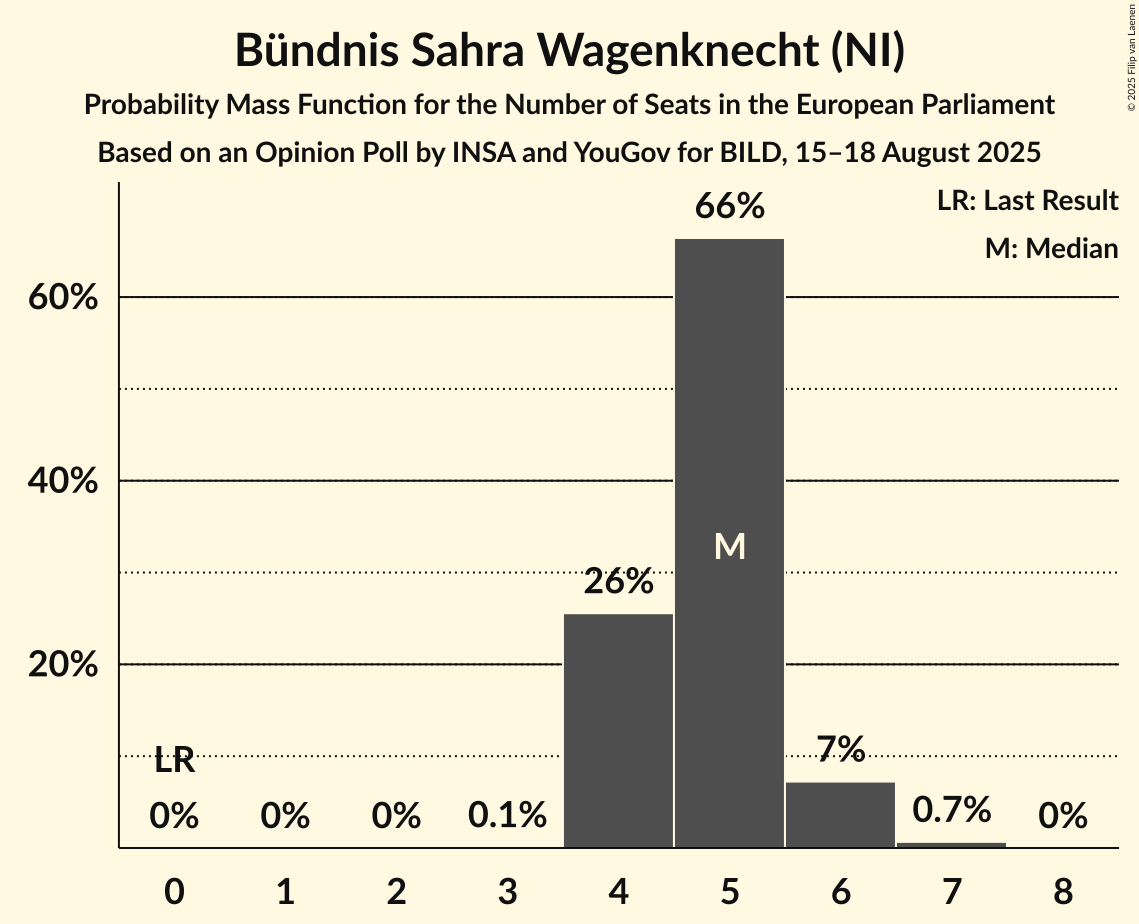 Bündnis Sahra Wagenknecht (NI)
Probability Mass Function for the Number of Seats in the European Parliament
Based on an Opinion Poll by INSA and YouGov for BILD, 15–18 August 2025
© 2025 Filip van Laenen
LR: Last Result
M: Median
66%
60%
40%
M
26%
20%
LR
7%
0% 0% 0% 0.1% 0.7% 0%
0 1 2 3 4 5 6 7 8